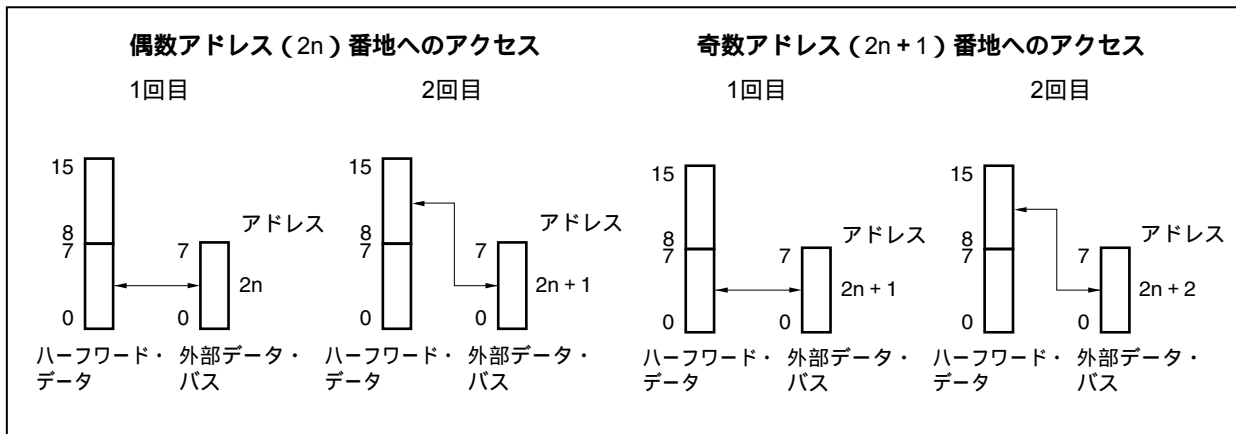 偶数アドレス（2n）番地へのアクセス
1回目
2回目
15
8
7
0
アドレス
7
2n
0
ハーフワード・
データ
外部データ・
バス
15
8
7
0
アドレス
7
2n + 1
0
ハーフワード・
データ
外部データ・
バス
奇数アドレス（2n + 1）番地へのアクセス
1回目
2回目
15
8
7
0
アドレス
7
2n + 1
0
ハーフワード・
データ
外部データ・
バス
15
8
7
0
アドレス
7
2n + 2
0
ハーフワード・
データ
外部データ・
バス